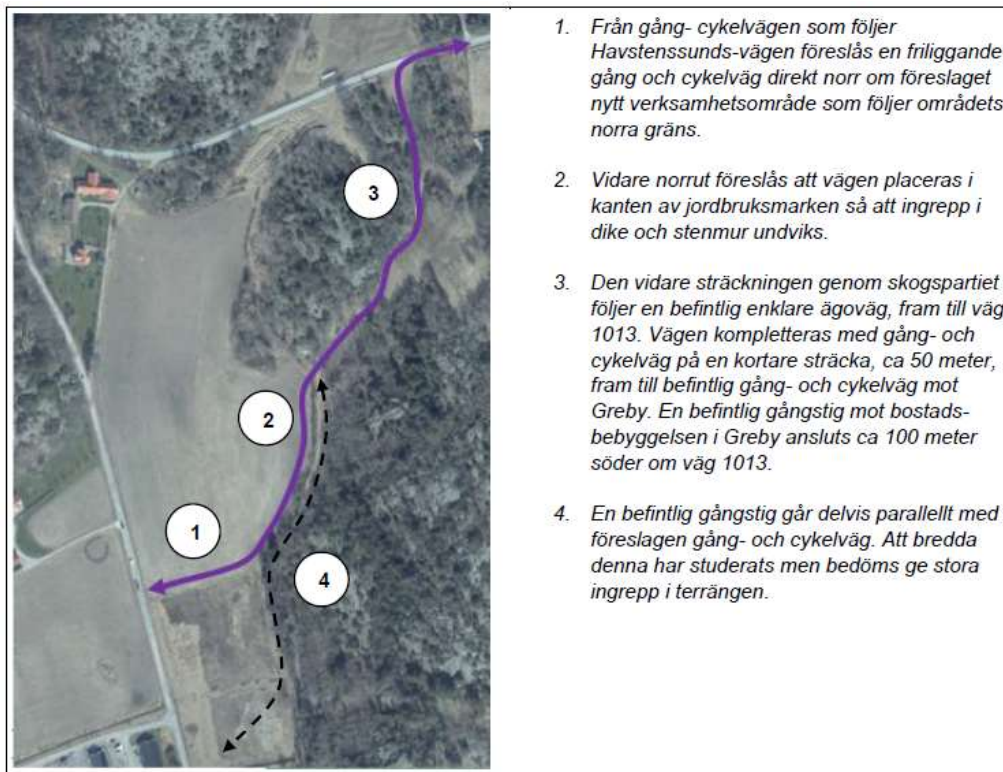 1. Från gång- cykelvägen som följer
Havstenssunds-vägen föreslås en friliggande
gång och cykelväg direkt norr om föreslaget
nytt verksamhetsområde som följer områdets
norra gräns.
2. Vidare norrut föreslås att vägen placeras i
kanten av jordbruksmarken så att ingrepp i
dike och stenmur undviks.
3. Den vidare sträckningen genom skogspartiet
följer en befintlig enklare ägoväg, fram till väg
1013. Vägen kompletteras med gång- och
cykelväg på en kortare sträcka, ca 50 meter,
fram till befintlig gång- och cykelväg mot
Greby. En befintlig gångstig mot bostads-
bebyggelsen i Greby ansluts ca 100 meter
söder om väg 1013.
4. En befintlig gångstig går delvis parallellt med
föreslagen gång- och cykelväg. Att bredda
denna har studerats men bedöms ge stora
ingrepp i terrängen.
3
2
1
4